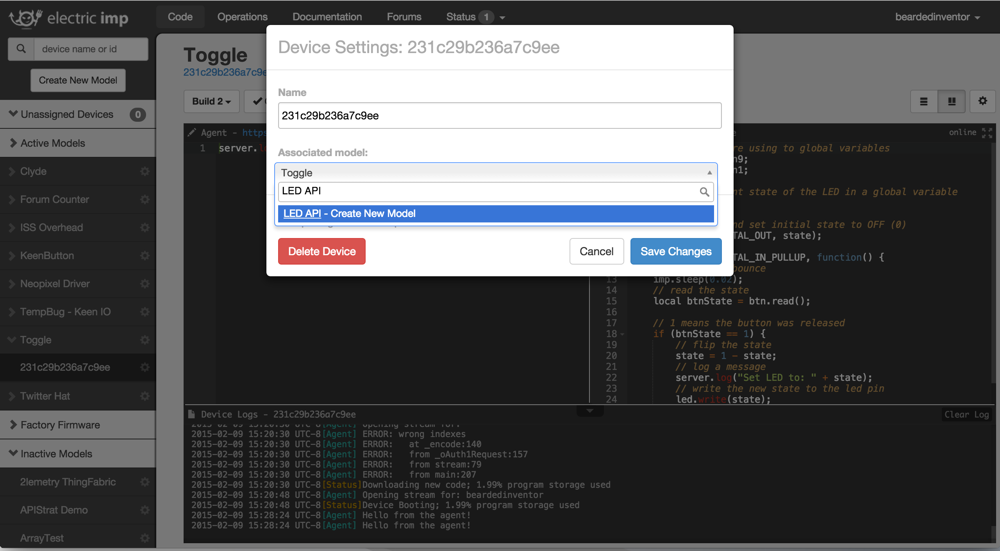 electric imp
Code
Operations
Documentation
Forums
Status 1
beardedinventor
device name or id
Create New Model
Unassigned Devices 0
Active Models
Clyde
Forum Counter
ISS Overhead
KeenButton
Neopixel Driver
TempBug - Keen IO
Toggle
231c29b236a7c9ee
Twitter Hat
Factory Firmware
Inactive Models
2lemetry ThingFabric
APIStrat Demo
ArrayTest
Toggle
231c29b236a7c9e
Build 2
Device Settings: 231c29b236a7c9ee
Name
231c29b236a7c9ee
Associated model:
Toggle
LED API
LED API - Create New Model
Delete Device
Cancel
Save Changes
Agent - https
1 server.l
online
re using to global variables
n9;
n1;
nt state of the LED in a global variable
nd set initial state to OFF (0)
TAL_OUT, state);
TAL_IN_PULLUP, function() {
bounce
13 imp.sleep(0.02);
14 // read the state
15 local btnState = btn.read();
16
17 // 1 means the button was released
18 if (btnState == 1) {
19 // flip the state
20 state = 1 - state;
21 // log a message
22 server.log("Set LED to: " + state);
23 // write the new state to the led pin
24 led.write(state);
Device Logs - 231c29b236a7c9ee
Clear Log
2015-02-09 15:20:30 UTC-8[Agent] Opening stream for:
2015-02-09 15:20:30 UTC-8[Agent] ERROR: wrong indexes
2015-02-09 15:20:30 UTC-8[Agent] ERROR: at _encode:140
2015-02-09 15:20:30 UTC-8[Agent] ERROR: from _oAuth1Request:157
2015-02-09 15:20:30 UTC-8[Agent] ERROR: from stream:79
2015-02-09 15:20:30 UTC-8[Agent] ERROR: from main:207
2015-02-09 15:20:30 UTC-8[Status]Downloading new code; 1.99% program storage used
2015-02-09 15:20:48 UTC-8[Agent] Opening stream for: beardedinventor
2015-02-09 15:20:48 UTC-8[Status]Device Booting; 1.99% program storage used
2015-02-09 15:28:24 UTC-8[Agent] Hello from the agent!
2015-02-09 15:28:24 UTC-8[Agent] Hello from the agent!